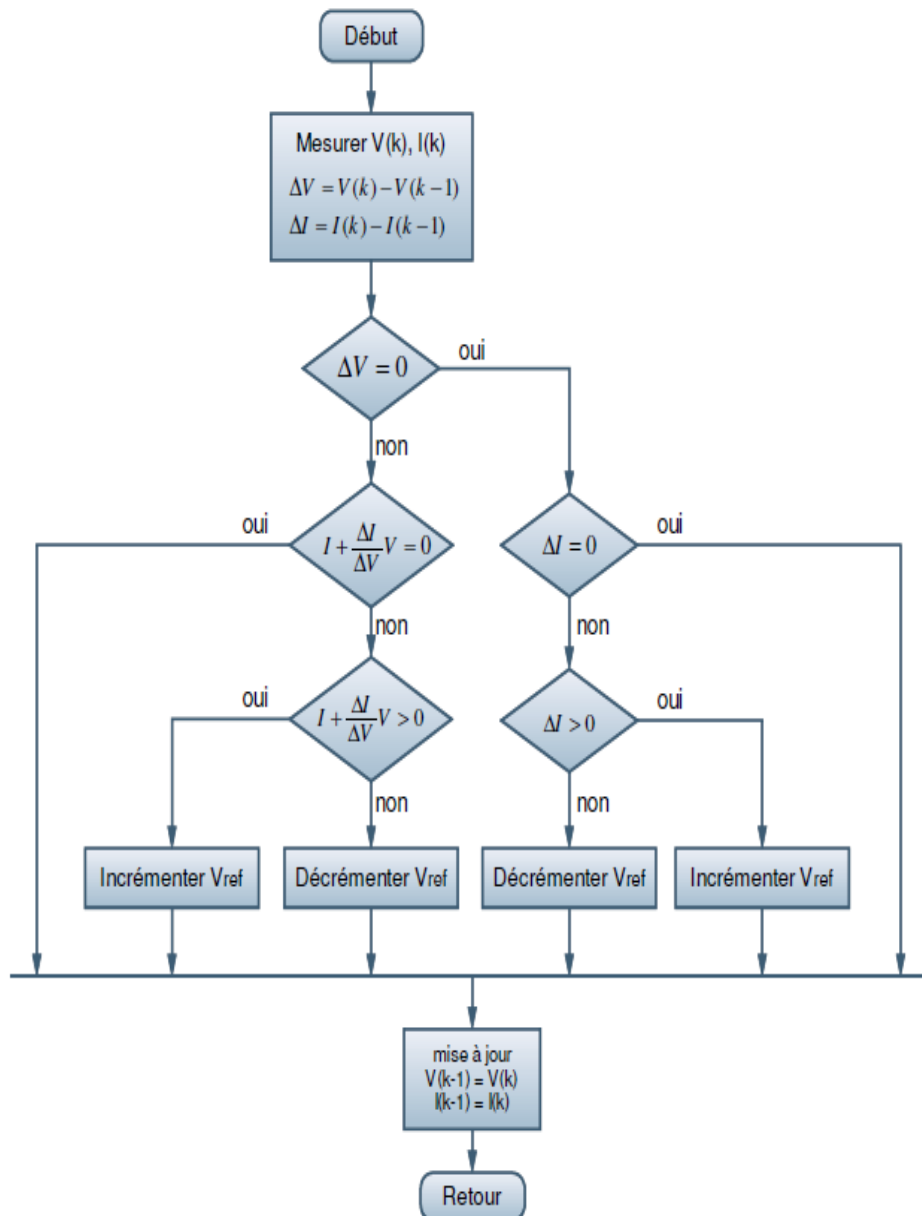 Début
Mesurer V(k), I(k)
ΔV = V(k) − V(k − 1)
ΔI = I(k) − I(k − 1)
ΔV = 0
oui
non
I + ΔI/ΔV V = 0
oui
ΔI = 0
oui
non
non
I + ΔI/ΔV V > 0
oui
ΔI > 0
oui
non
non
Incrémenter Vref
Décrémenter Vref
Décrémenter Vref
Incrémenter Vref
mise à jour
V(k-1) = V(k)
I(k-1) = I(k)
Retour